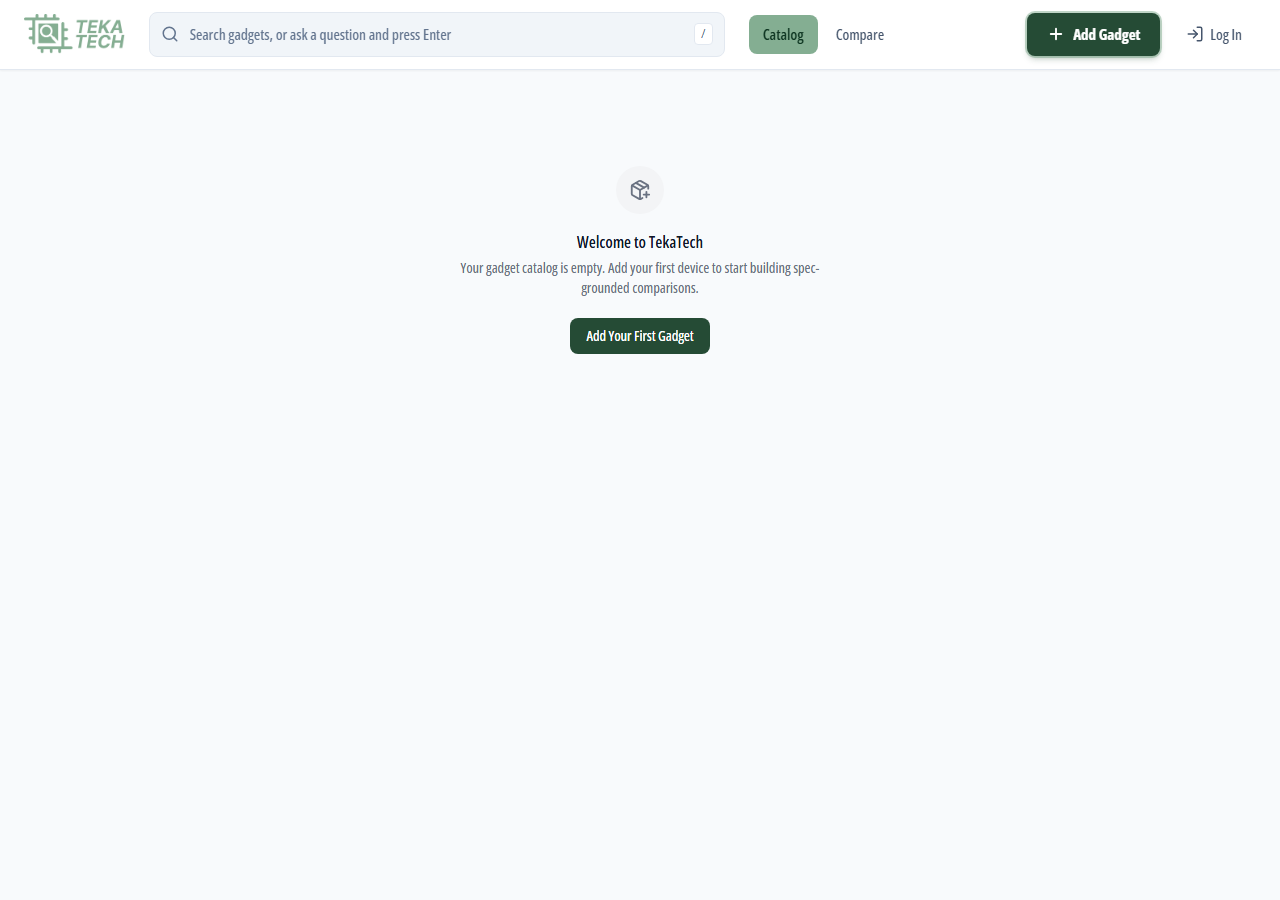 TEKA
TECH
Search gadgets, or ask a question and press Enter
/
Catalog
Compare
Add Gadget
Log In
Welcome to TekaTech
Your gadget catalog is empty. Add your first device to start building spec-
grounded comparisons.
Add Your First Gadget